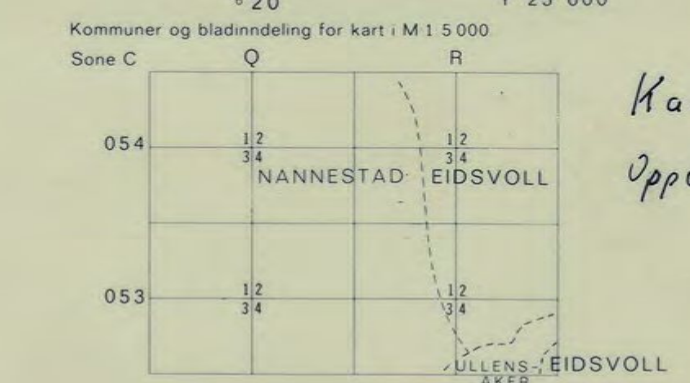 Kommuner og bladinndeling for kart i M 1 5 000
Sone C Q R
054 1 2 1 2
3 4 3 4
NANNESTAD EIDSVOLL
053 1 2 1 2
3 4 3 4
ULLENS- EIDSVOLL
AKER
Ka